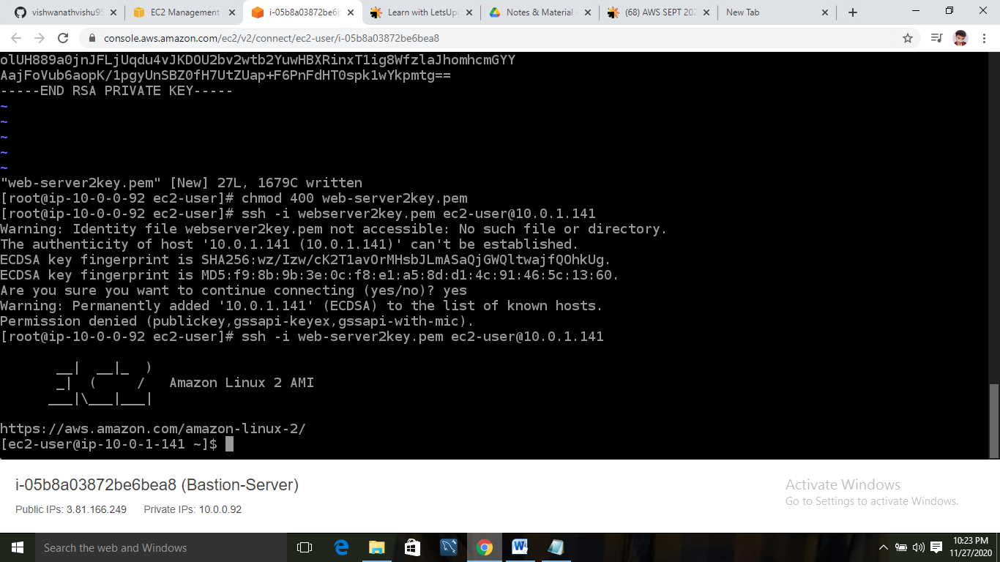 vishwanathvishu95
EC2 Management
i-05b8a03872be6b
Learn with LetsUp
Notes & Material -
(68) AWS SEPT 202
New Tab
console.aws.amazon.com/ec2/v2/connect/ec2-user/i-05b8a03872be6bea8
olUH889a0jnJFLjUqdu4vJKDOU2bv2wtb2YuwHBXRinxT1ig8WfzlaJhomhcmGYY
AajFoVub6aopK/1pgyUnSBZ0fH7UtZUap+F6PnFdHT0spk1wYkpmtg==
-----END RSA PRIVATE KEY-----
~
~
~
~
~
"web-server2key.pem" [New] 27L, 1679C written
[root@ip-10-0-0-92 ec2-user]# chmod 400 web-server2key.pem
[root@ip-10-0-0-92 ec2-user]# ssh -i webserver2key.pem ec2-user@10.0.1.141
Warning: Identity file webserver2key.pem not accessible: No such file or directory.
The authenticity of host '10.0.1.141 (10.0.1.141)' can't be established.
ECDSA key fingerprint is SHA256:wz/Izw/cK2T1avOrMHsbJLmASaQjGWQltwajfQOhkUg.
ECDSA key fingerprint is MD5:f9:8b:9b:3e:0c:f8:e1:a5:8d:d1:4c:91:46:5c:13:60.
Are you sure you want to continue connecting (yes/no)? yes
Warning: Permanently added '10.0.1.141' (ECDSA) to the list of known hosts.
Permission denied (publickey,gssapi-keyex,gssapi-with-mic).
[root@ip-10-0-0-92 ec2-user]# ssh -i web-server2key.pem ec2-user@10.0.1.141
__|  __|_  )
_|  (     /   Amazon Linux 2 AMI
___|\___|___|
https://aws.amazon.com/amazon-linux-2/
[ec2-user@ip-10-0-1-141 ~]$
i-05b8a03872be6bea8 (Bastion-Server)
Public IPs: 3.81.166.249 Private IPs: 10.0.0.92
Activate Windows
Go to Settings to activate Windows.
Search the web and Windows
10:23 PM
11/27/2020